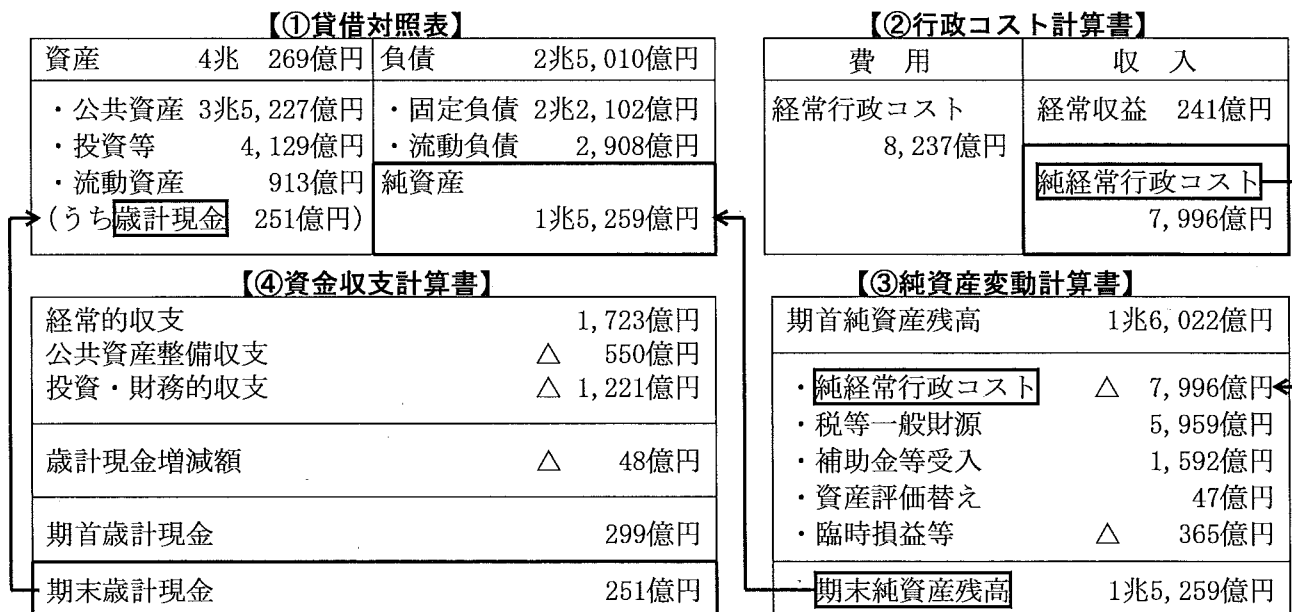 【①貸借対照表】
資産 4兆 269億円 負債 2兆5,010億円
・公共資産 3兆5,227億円 ・固定負債 2兆2,102億円
・投資等 4,129億円 ・流動負債 2,908億円
・流動資産 913億円 純資産
(うち歳計現金 251億円) 1兆5,259億円
【②行政コスト計算書】
費 用 収 入
経常行政コスト 経常収益 241億円
8,237億円
純経常行政コスト
7,996億円
【④資金収支計算書】
経常的収支 1,723億円
公共資産整備収支 △ 550億円
投資・財務的収支 △ 1,221億円
歳計現金増減額 △ 48億円
期首歳計現金 299億円
期末歳計現金 251億円
【③純資産変動計算書】
期首純資産残高 1兆6,022億円
・純経常行政コスト △ 7,996億円
・税等一般財源 5,959億円
・補助金等受入 1,592億円
・資産評価替え 47億円
・臨時損益等 △ 365億円
期末純資産残高 1兆5,259億円